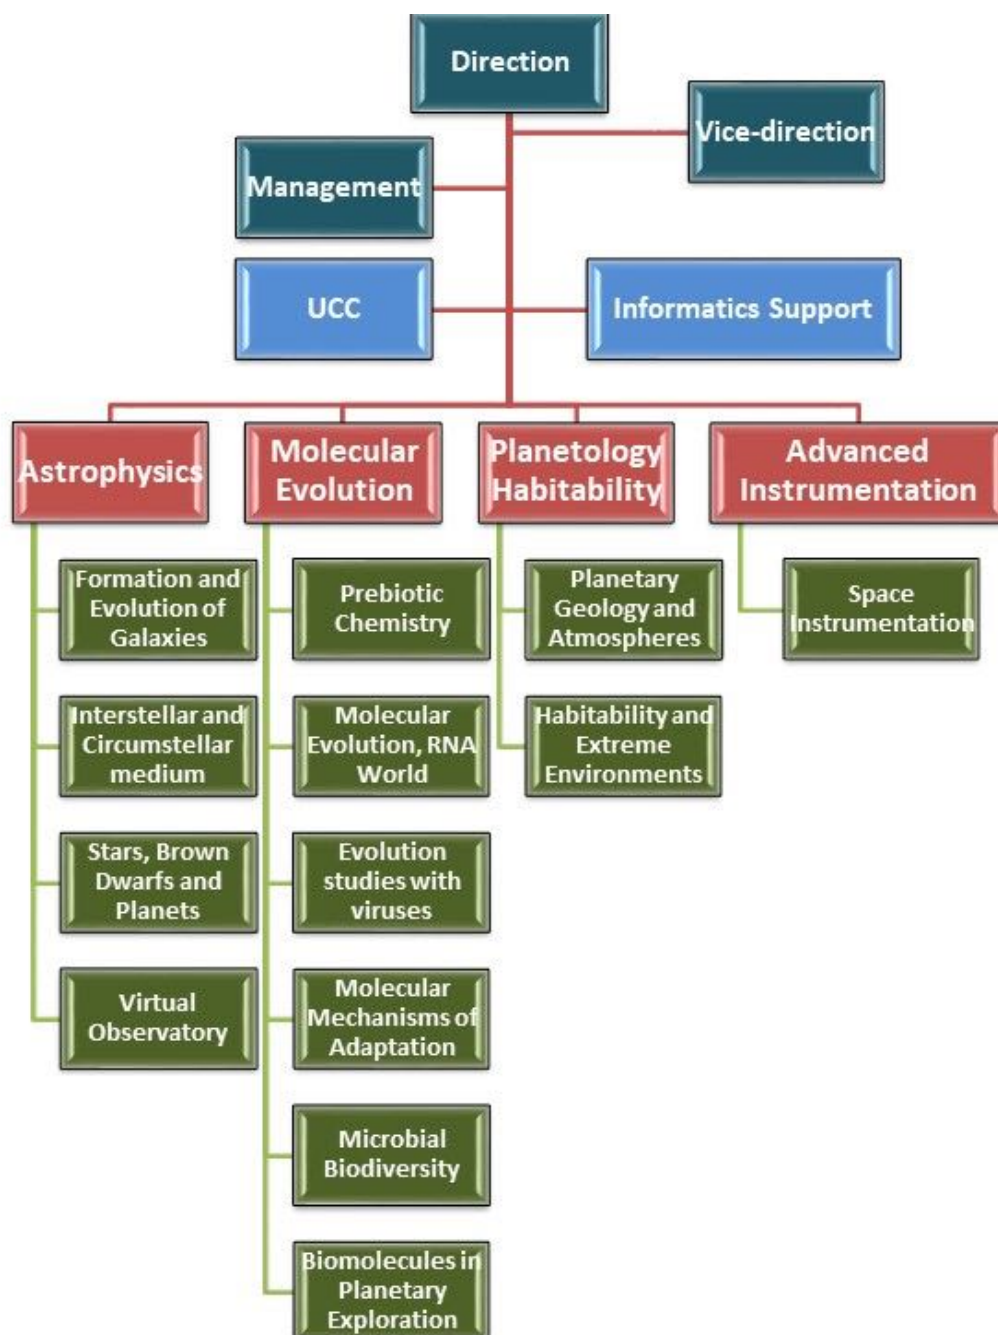 Direction
Vice-direction
Management
UCC
Informatics Support
Astrophysics
Molecular
Evolution
Planetology
Habitability
Advanced
Instrumentation
Formation and
Evolution of
Galaxies
Interstellar and
Circumstellar
medium
Stars, Brown
Dwarfs and
Planets
Virtual
Observatory
Prebiotic
Chemistry
Molecular
Evolution, RNA
World
Evolution
studies with
viruses
Molecular
Mechanisms of
Adaptation
Microbial
Biodiversity
Biomolecules in
Planetary
Exploration
Planetary
Geology and
Atmospheres
Habitability and
Extreme
Environments
Space
Instrumentation